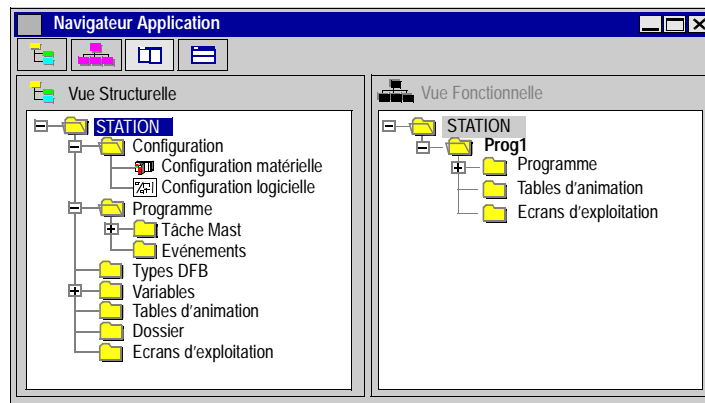 Navigateur Application
Vue Structurelle
STATION
Configuration
Configuration matérielle
Configuration logicielle
Programme
Tâche Mast
Evénements
Types DFB
Variables
Tables d'animation
Dossier
Ecrans d'exploitation
Vue Fonctionnelle
STATION
Prog1
Programme
Tables d'animation
Ecrans d'exploitation